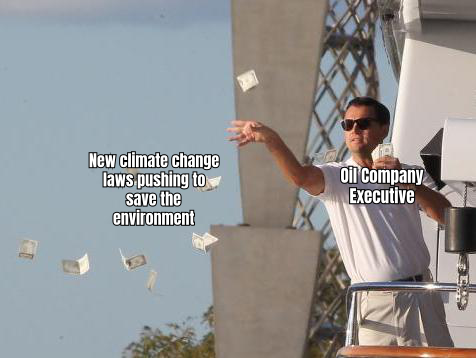 New climate change
laws pushing to
save the
environment
Oil Company
Executive